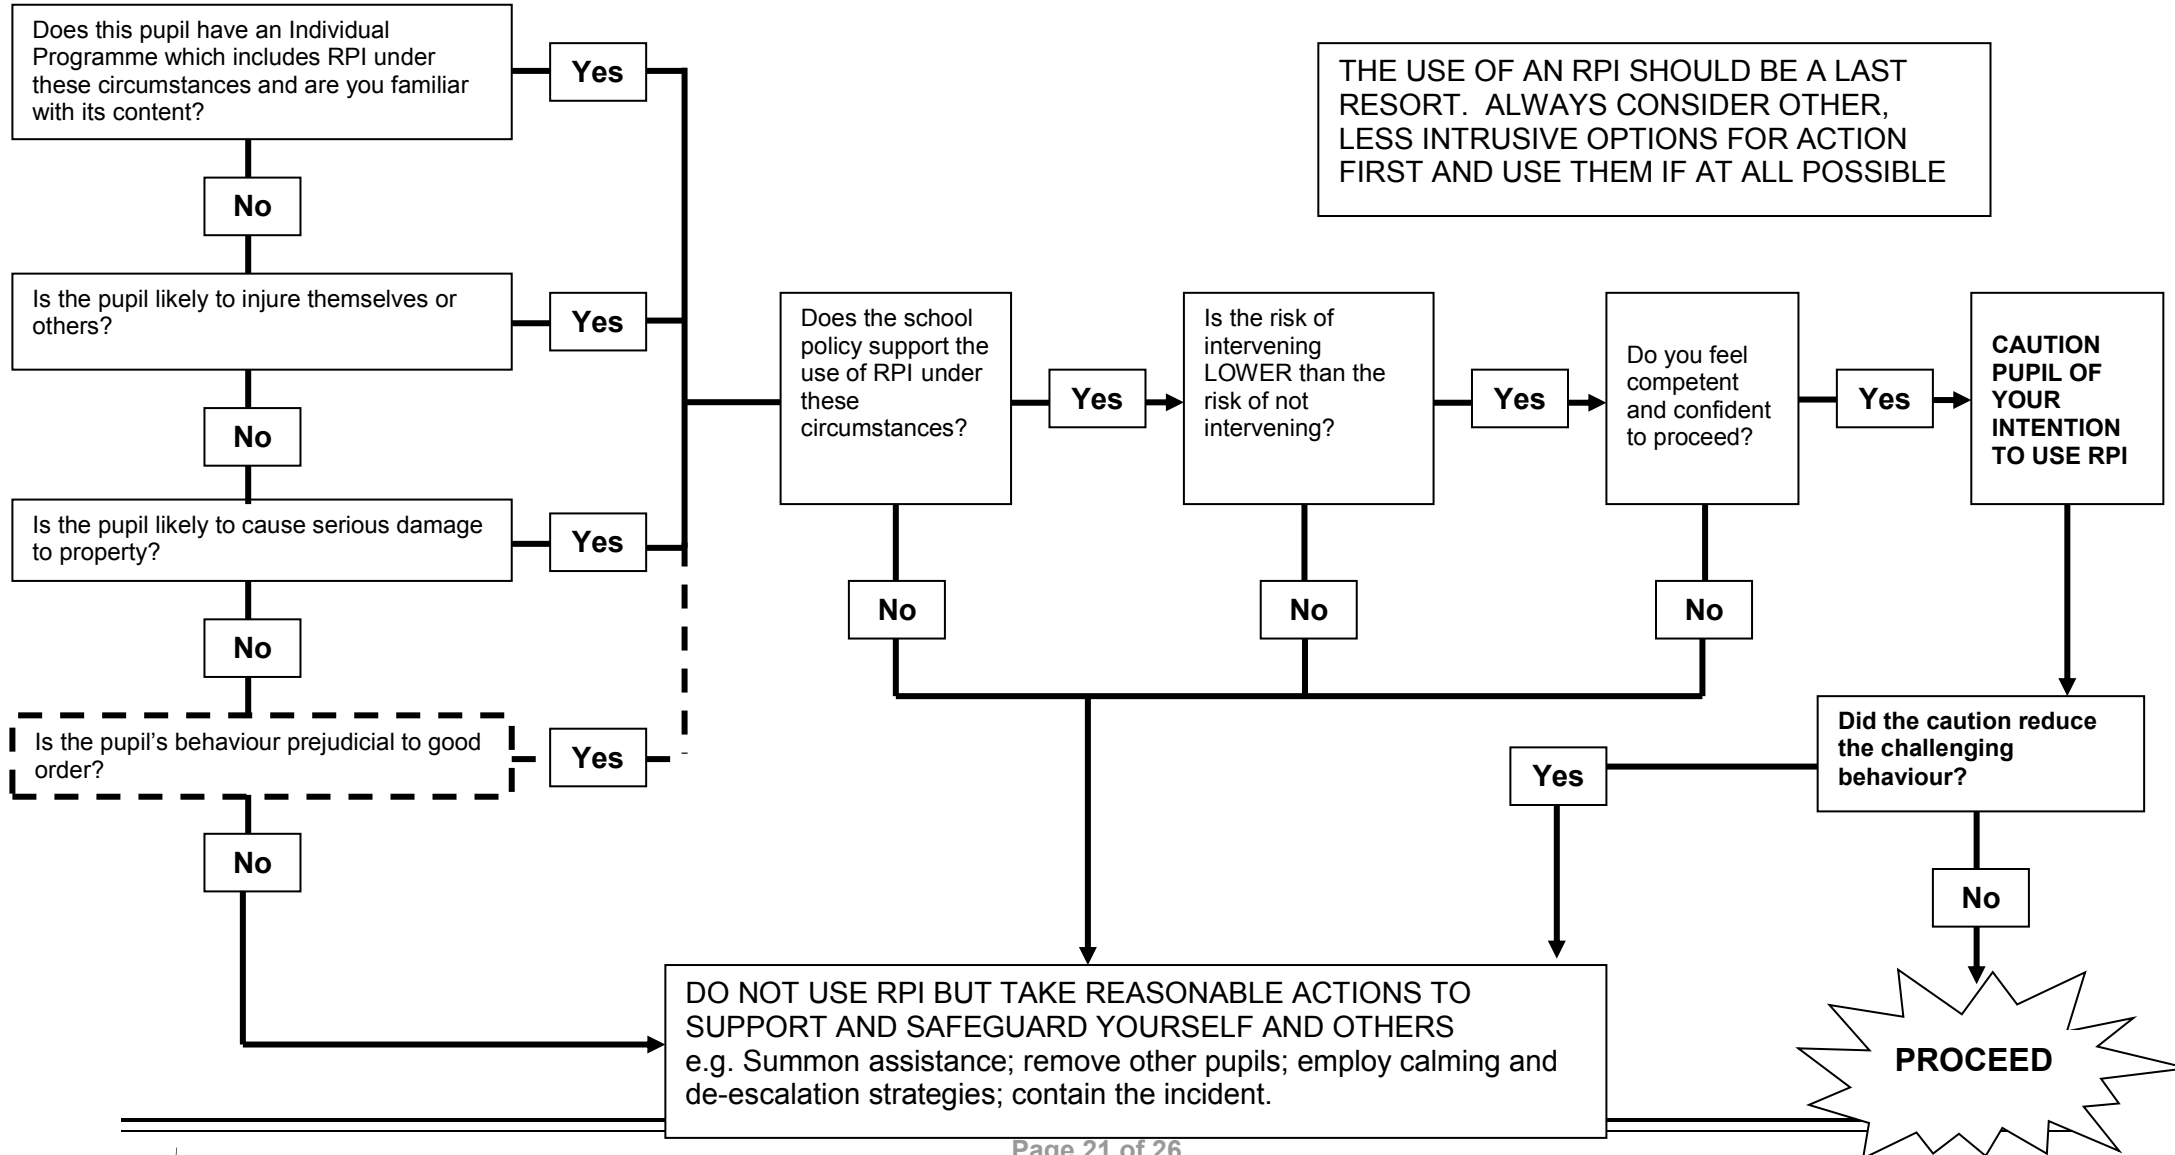 Does this pupil have an Individual
Programme which includes RPI under
these circumstances and are you familiar
with its content?
Yes
THE USE OF AN RPI SHOULD BE A LAST
RESORT. ALWAYS CONSIDER OTHER,
LESS INTRUSIVE OPTIONS FOR ACTION
FIRST AND USE THEM IF AT ALL POSSIBLE
No
Is the pupil likely to injure themselves or
others?
Yes
Does the school
policy support the
use of RPI under
these
circumstances?
Yes
Is the risk of
intervening
LOWER than the
risk of not
intervening?
Yes
Do you feel
competent
and confident
to proceed?
Yes
CAUTION
PUPIL OF
YOUR
INTENTION
TO USE RPI
No
Is the pupil likely to cause serious damage
to property?
Yes
No
No
No
No
Is the pupil's behaviour prejudicial to good
order?
Yes
Did the caution reduce
the challenging
behaviour?
Yes
No
No
DO NOT USE RPI BUT TAKE REASONABLE ACTIONS TO
SUPPORT AND SAFEGUARD YOURSELF AND OTHERS
e.g. Summon assistance; remove other pupils; employ calming and
de-escalation strategies; contain the incident.
PROCEED
Page 21 of 26